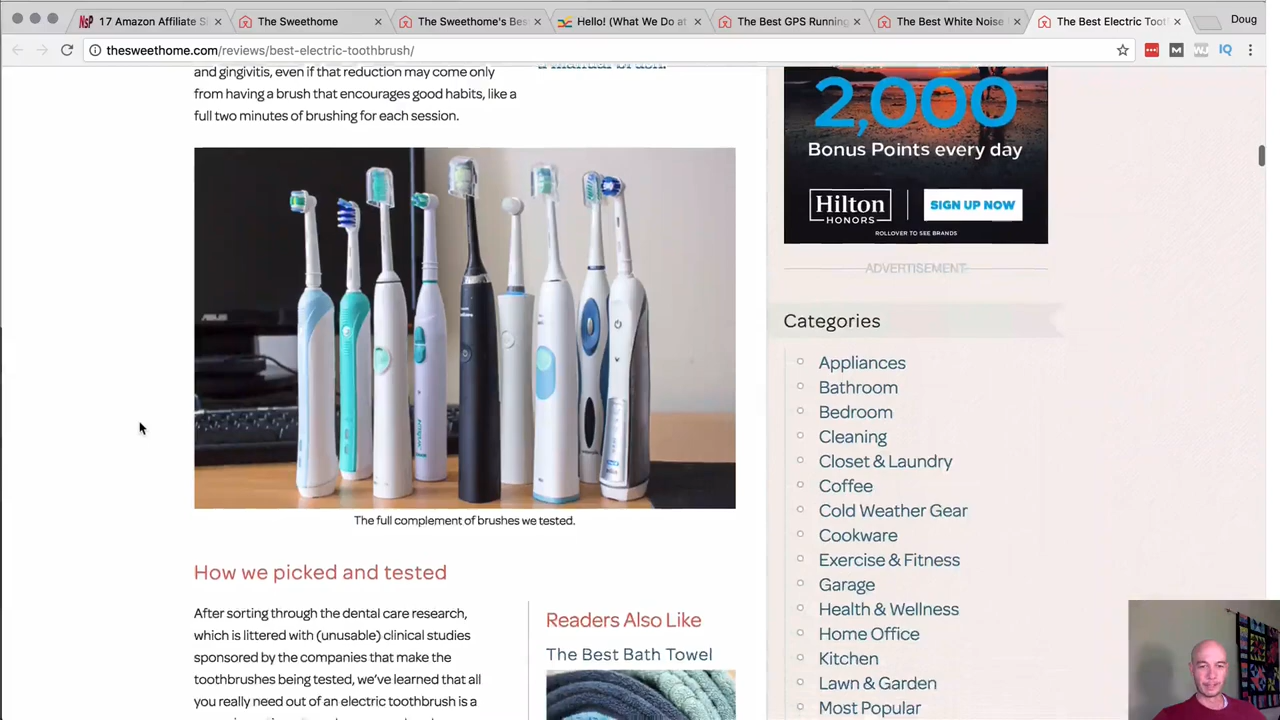 NSP 17 Amazon Affiliate Si
The Sweethome
The Sweethome's Bes
Hello! (What We Do at
The Best GPS Running
The Best White Noise
The Best Electric Toot
Doug
thesweethome.com/reviews/best-electric-toothbrush/
and gingivitis, even if that reduction may come only
from having a brush that encourages good habits, like a
full two minutes of brushing for each session.
a manual brush.
The full complement of brushes we tested.
How we picked and tested
After sorting through the dental care research,
which is littered with (unusable) clinical studies
sponsored by the companies that make the
toothbrushes being tested, we've learned that all
you really need out of an electric toothbrush is a
Readers Also Like
The Best Bath Towel
2,000
Bonus Points every day
Hilton
HONORS
SIGN UP NOW
ROLLOVER TO SEE BRANDS
ADVERTISEMENT
Categories
Appliances
Bathroom
Bedroom
Cleaning
Closet & Laundry
Coffee
Cold Weather Gear
Cookware
Exercise & Fitness
Garage
Health & Wellness
Home Office
Kitchen
Lawn & Garden
Most Popular